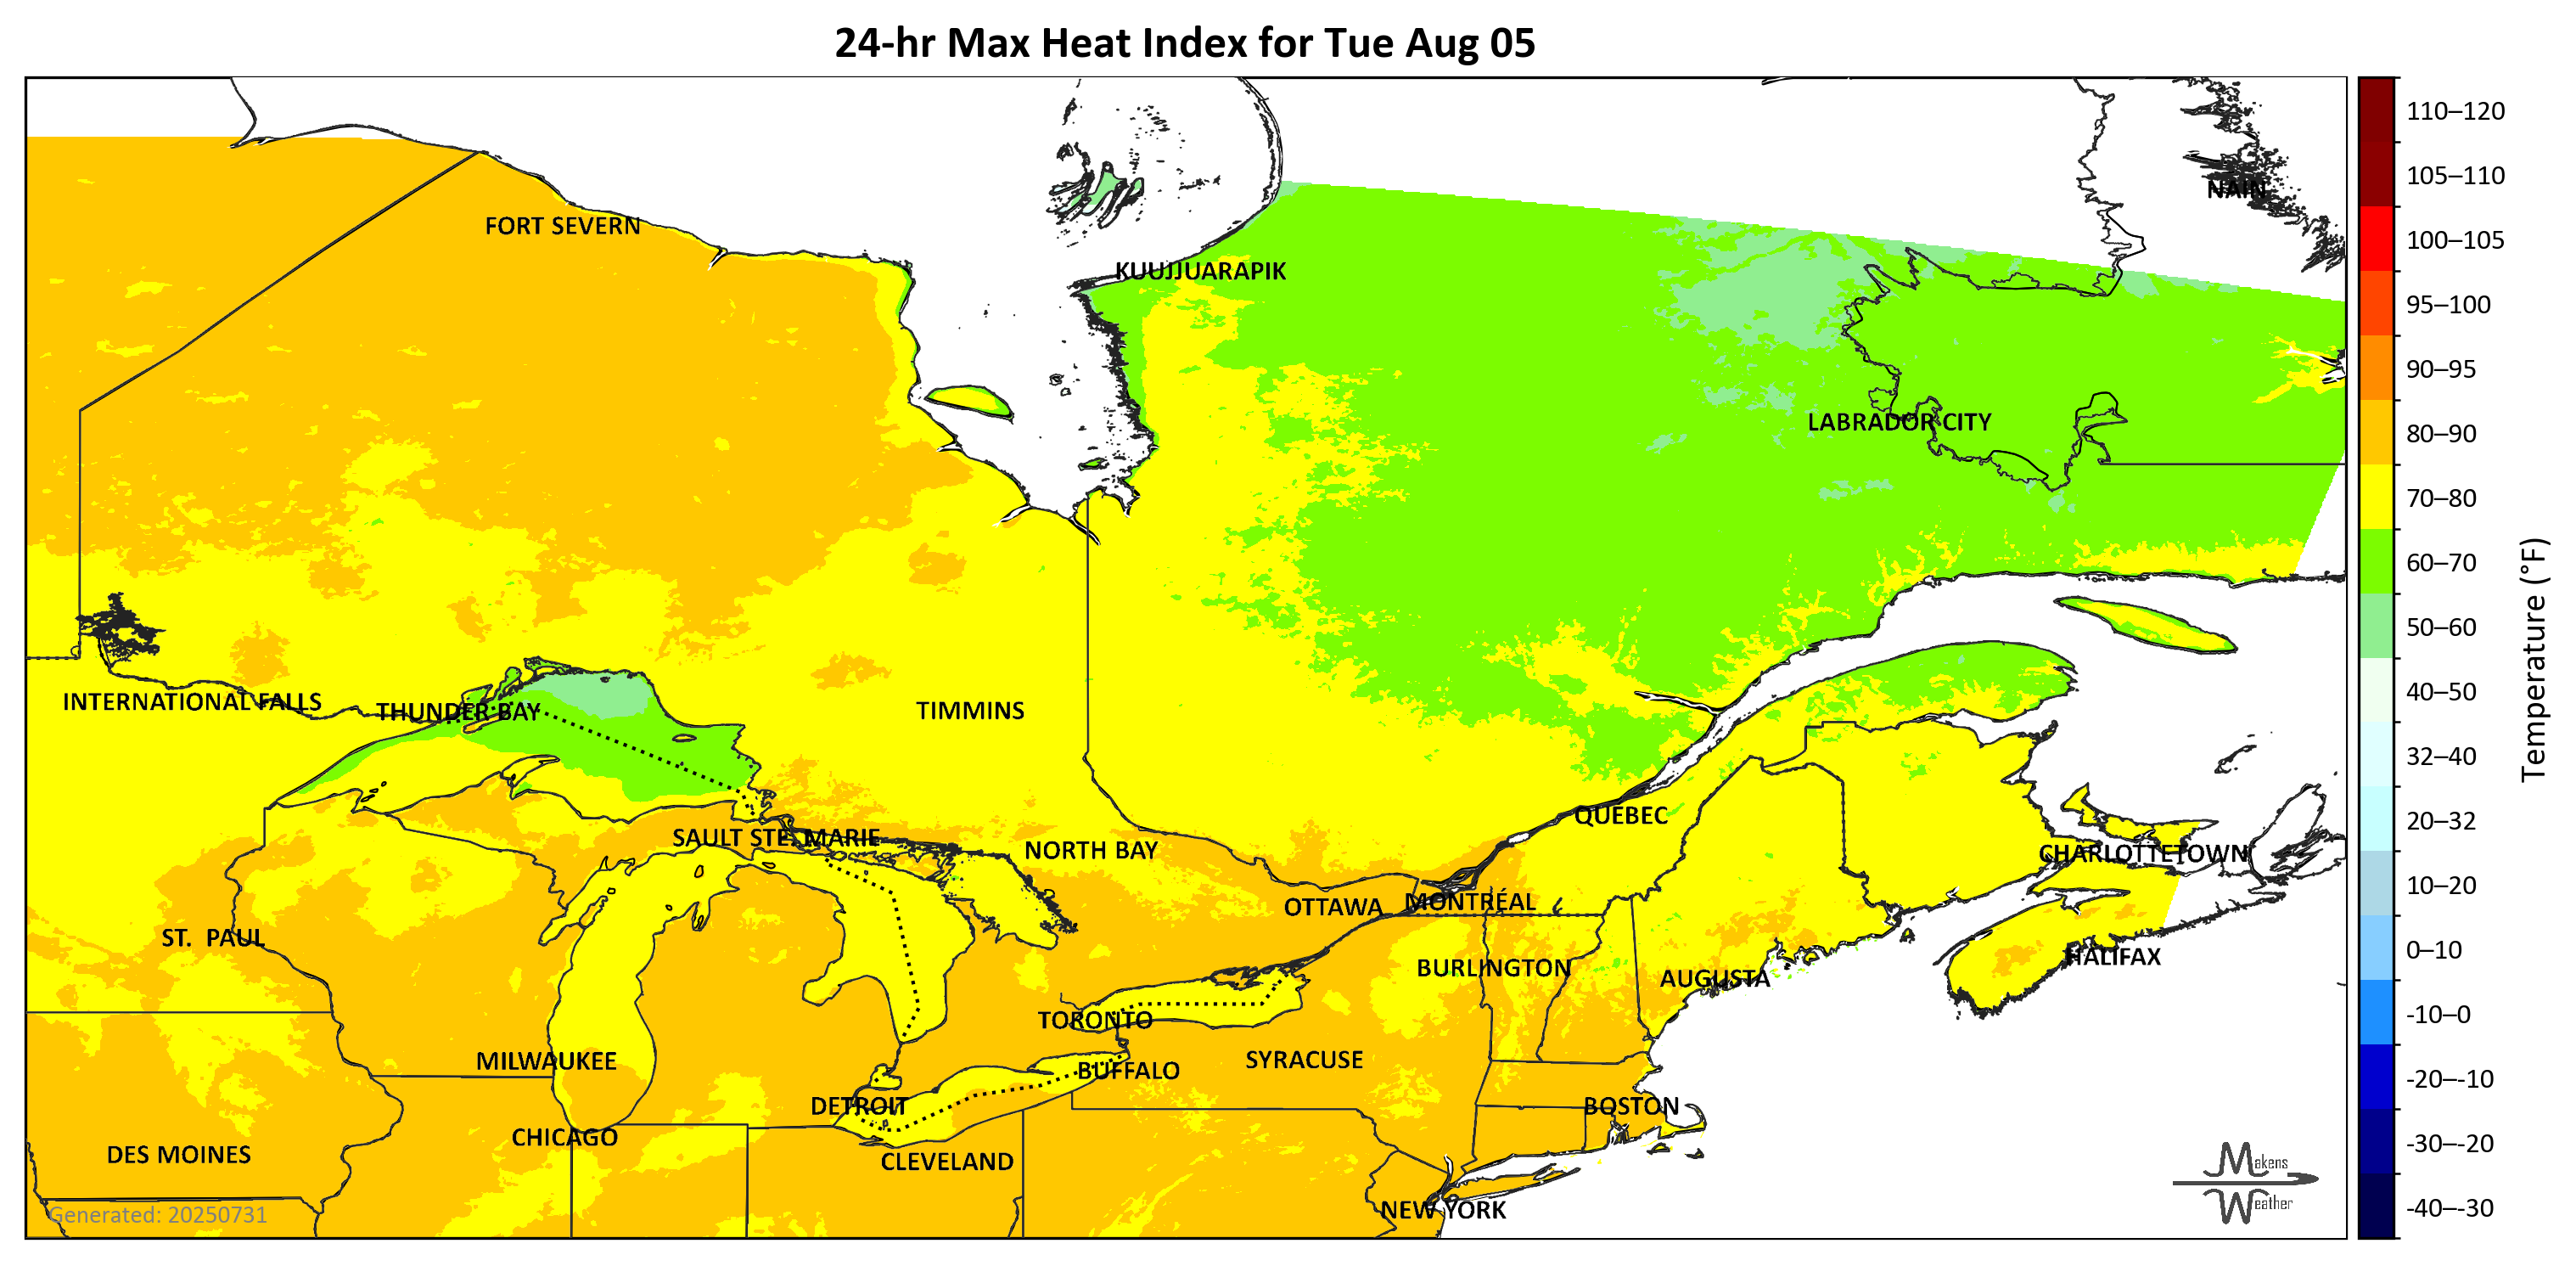 24-hr Max Heat Index for Tue Aug 05
110–120
105–110
NAIN
FORT SEVERN
100–105
KUUJJUARAPIK
95–100
90–95
LABRADOR CITY
80–90
70–80
60–70
50–60
Temperature (°F)
40–50
INTERNATIONAL FALLS
THUNDER BAY
TIMMINS
32–40
QUEBEC
20–32
SAULT STE. MARIE
NORTH BAY
CHARLOTTETOWN
10–20
OTTAWA
MONTRÉAL
ST. PAUL
0–10
HALIFAX
BURLINGTON
AUGUSTA
-10–0
TORONTO
MILWAUKEE
SYRACUSE
BUFFALO
-20–-10
DETROIT
BOSTON
CHICAGO
-30–-20
DES MOINES
CLEVELAND
Makens
Weather
-40–-30
NEW YORK
Generated: 20250731